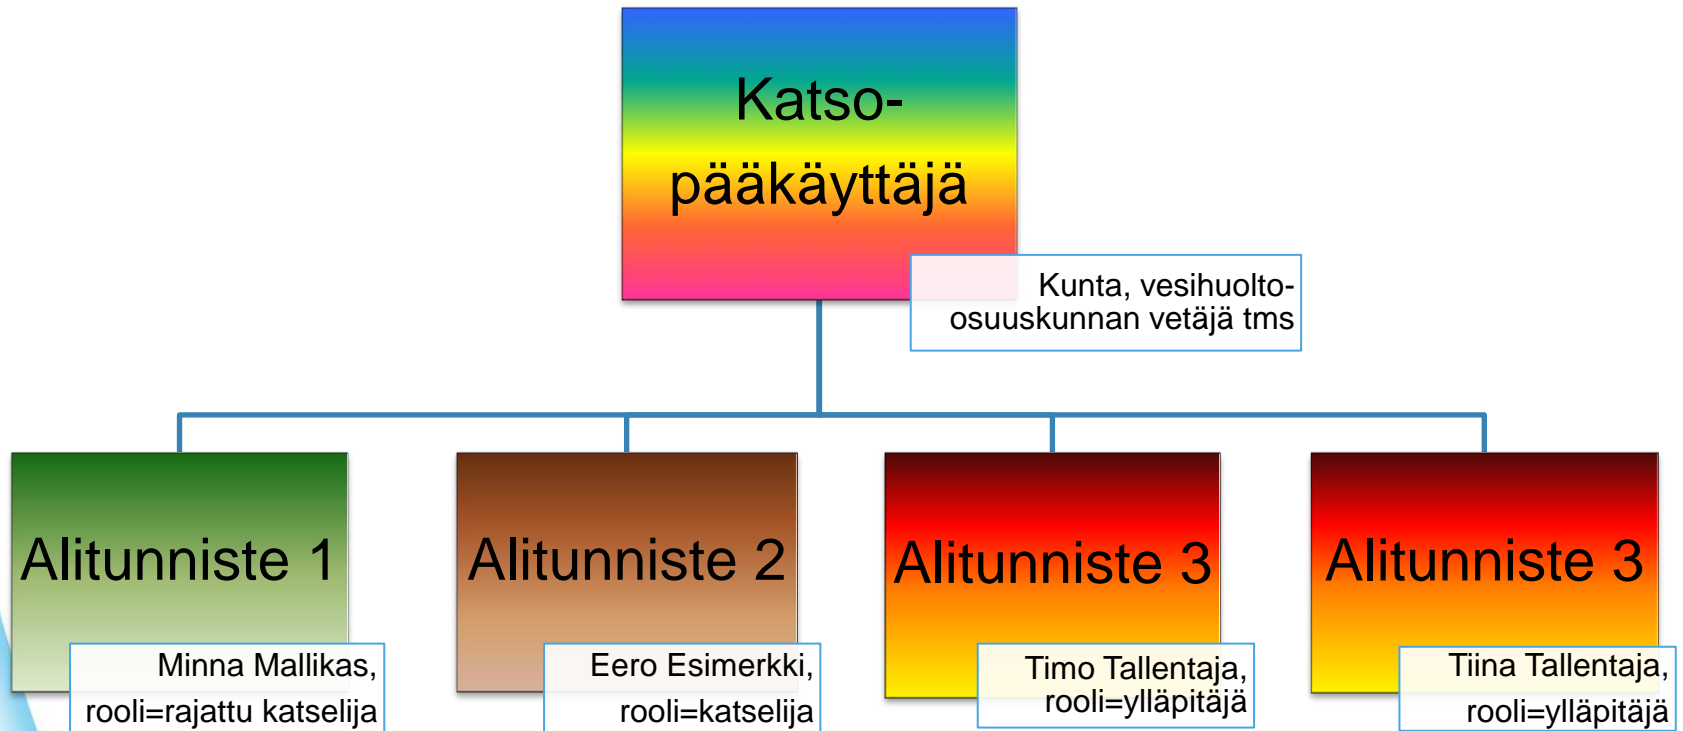 Katso-
pääkäyttäjä
Kunta, vesihuolto-
osuuskunnan vetäjä tms
Alitunniste 1
Minna Mallikas,
rooli=rajattu katselija
Alitunniste 2
Eero Esimerkki,
rooli=katselija
Alitunniste 3
Timo Tallentaja,
rooli=ylläpitäjä
Alitunniste 3
Tiina Tallentaja,
rooli=ylläpitäjä